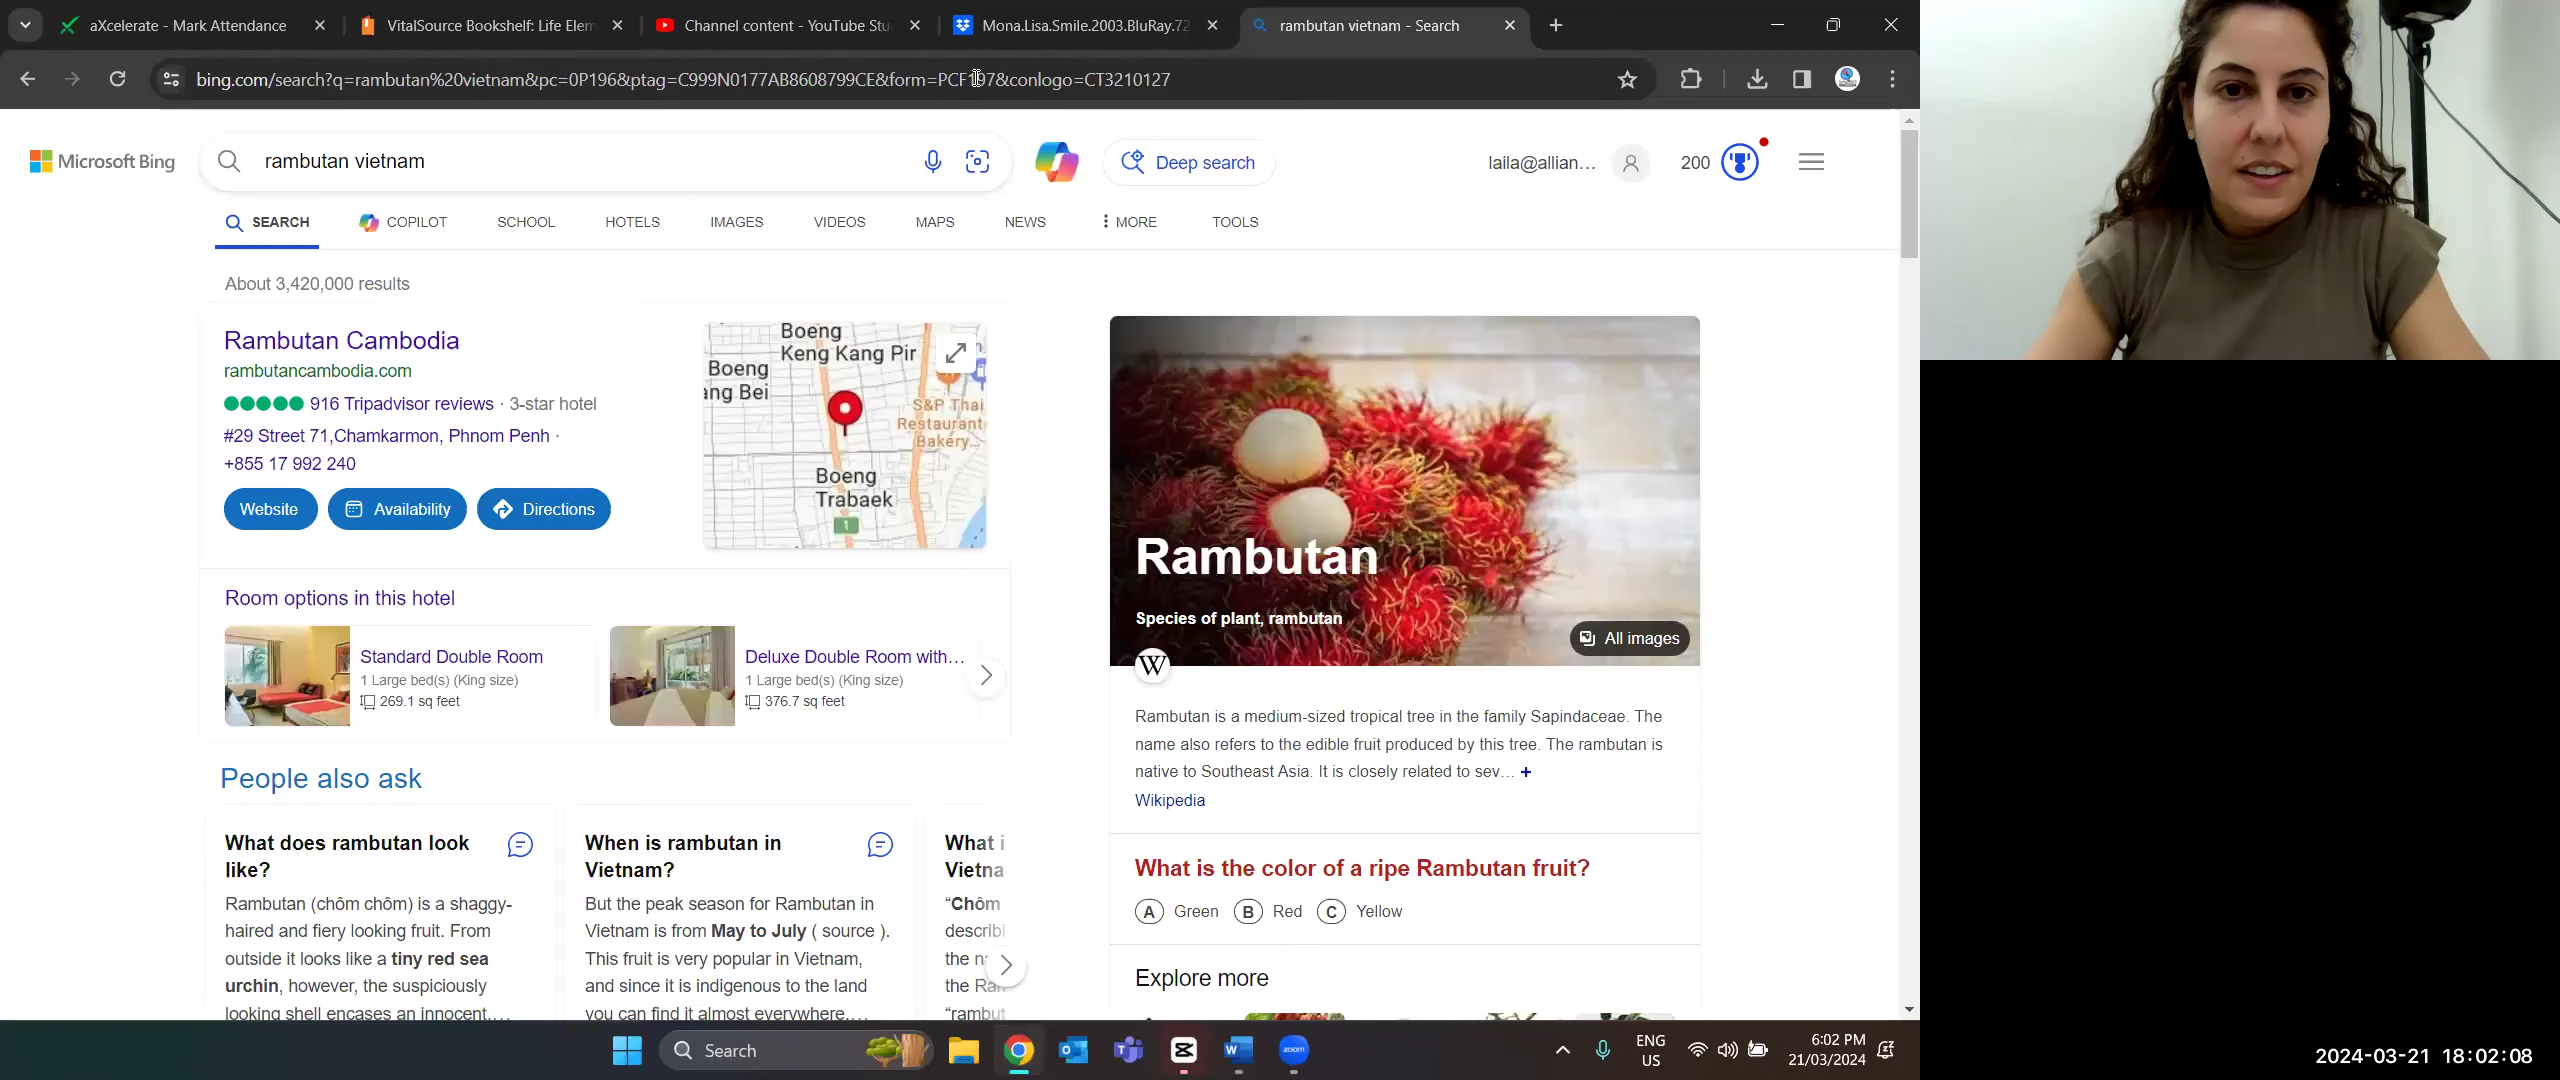 aXcelerate - Mark Attendance
VitalSource Bookshelf: Life Elem
Channel content - YouTube Stu
Mona.Lisa.Smile.2003.BluRay.72
rambutan vietnam - Search
bing.com/search?q=rambutan%20vietnam&pc=0P196&ptag=C999N0177AB8608799CE&form=PCF197&conlogo=CT3210127
Microsoft Bing
rambutan vietnam
Deep search
laila@allian...
200
SEARCH
COPILOT
SCHOOL
HOTELS
IMAGES
VIDEOS
MAPS
NEWS
MORE
TOOLS
About 3,420,000 results
Rambutan Cambodia
rambutancambodia.com
916 Tripadvisor reviews · 3-star hotel
#29 Street 71,Chamkarmon, Phnom Penh ·
+855 17 992 240
Website
Availability
Directions
Boeng
Keng Kang Pir
Boeng
ang Bei
S&P Thai
Restaurant
Bakery...
Boeng
Trabaek
1
Room options in this hotel
Standard Double Room
1 Large bed(s) (King size)
269.1 sq feet
Deluxe Double Room with...
1 Large bed(s) (King size)
376.7 sq feet
People also ask
What does rambutan look
like?
Rambutan (chôm chôm) is a shaggy-
haired and fiery looking fruit. From
outside it looks like a tiny red sea
urchin, however, the suspiciously
looking shell encases an innocent....
When is rambutan in
Vietnam?
But the peak season for Rambutan in
Vietnam is from May to July ( source ).
This fruit is very popular in Vietnam,
and since it is indigenous to the land
you can find it almost everywhere....
What i
Vietna
“Chôm
describi
the n
the Ra
“rambut
Rambutan
Species of plant, rambutan
All images
W
Rambutan is a medium-sized tropical tree in the family Sapindaceae. The
name also refers to the edible fruit produced by this tree. The rambutan is
native to Southeast Asia. It is closely related to sev... +
Wikipedia
What is the color of a ripe Rambutan fruit?
A Green B Red C Yellow
Explore more
Search
zoom
ENG
US
6:02 PM
21/03/2024
2024-03-21 18:02:08